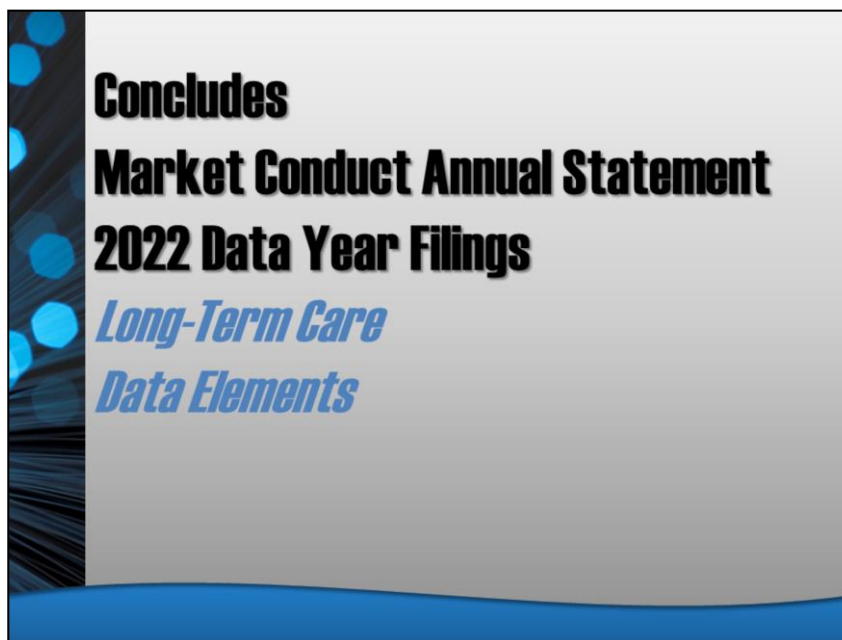 Concludes
Market Conduct Annual Statement
2022 Data Year Filings
Long-Term Care
Data Elements